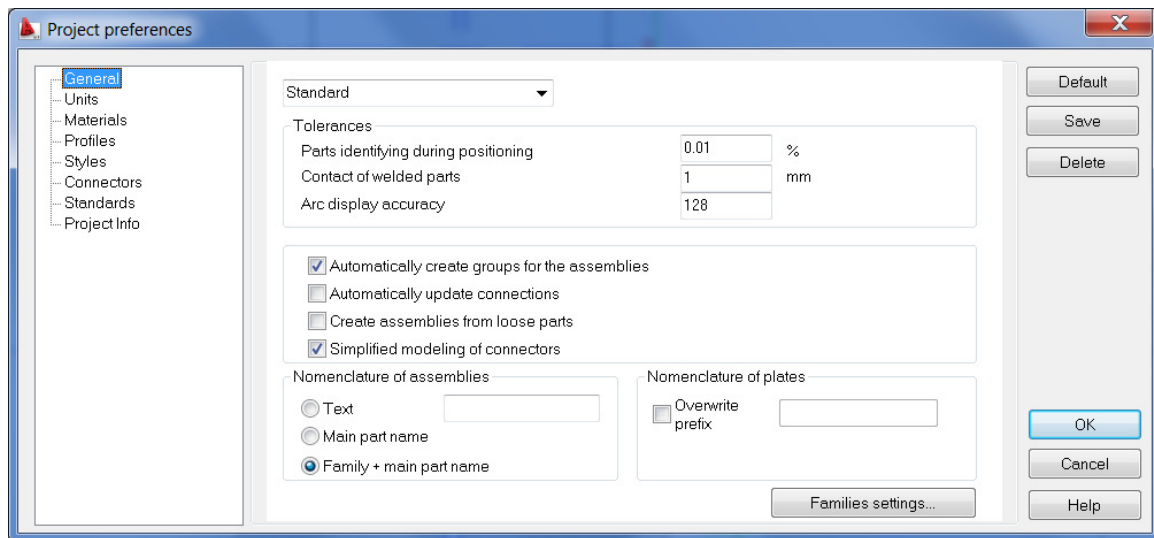 Project preferences
X
General
Units
Materials
Profiles
Styles
Connectors
Standards
Project Info
Standard
Tolerances
Parts identifying during positioning 0.01 %
Contact of welded parts 1 mm
Arc display accuracy 128
Automatically create groups for the assemblies
Automatically update connections
Create assemblies from loose parts
Simplified modeling of connectors
Nomenclature of assemblies
Text
Main part name
Family + main part name
Nomenclature of plates
Overwrite
prefix
Families settings...
Default
Save
Delete
OK
Cancel
Help